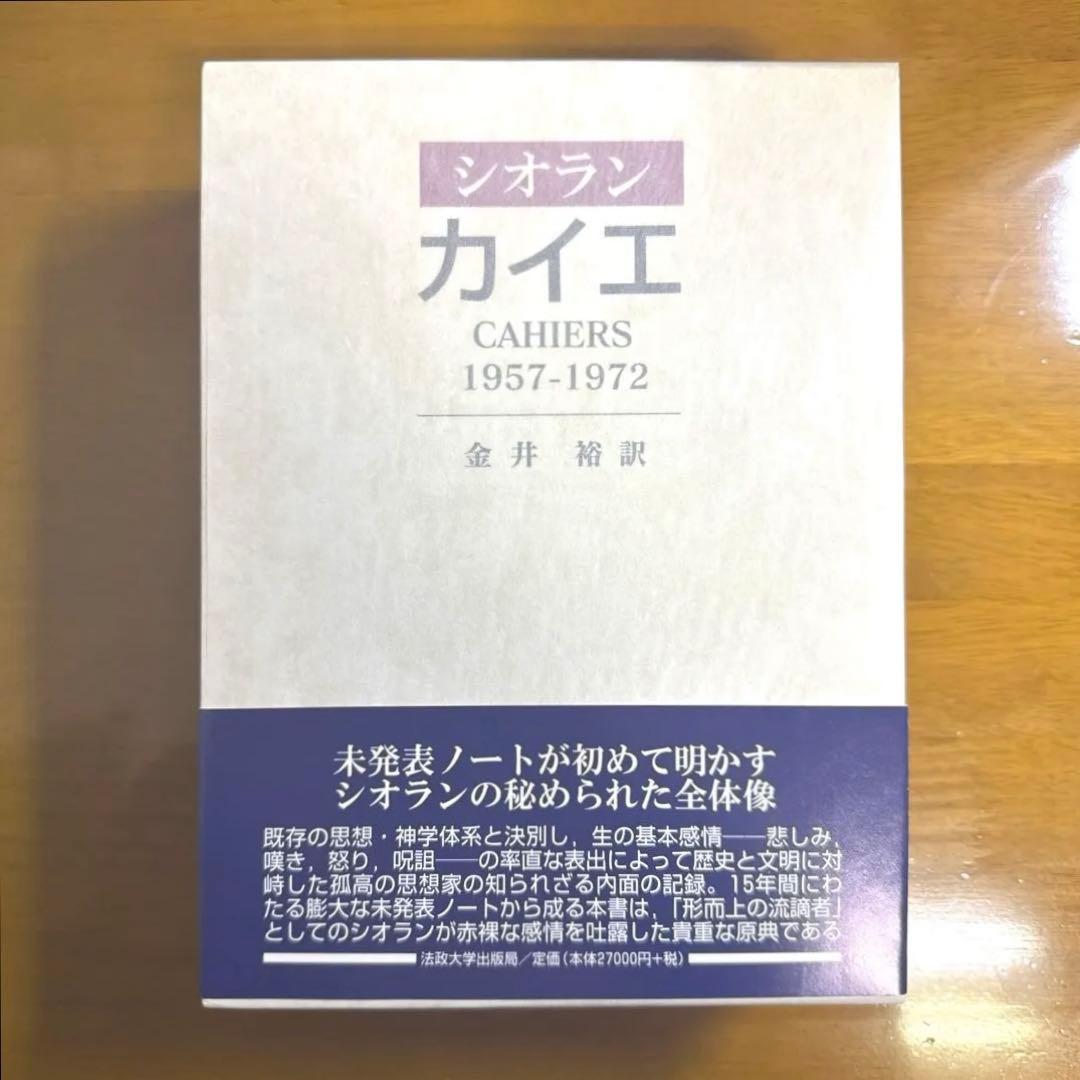 シオラン
カイエ
CAHIERS
1957-1972
金井 裕訳
未発表ノートが初めて明かす
シオランの秘められた全体像
既存の思想・神学体系と決別し，生の基本感情――悲しみ，
嘆き，怒り，呪詛――の率直な表出によって歴史と文明に対
峙した孤高の思想家の知られざる内面の記録。15年間にわ
たる膨大な未発表ノートから成る本書は，「形而上の流謫者」
としてのシオランが赤裸な感情を吐露した貴重な原典である
法政大学出版局／定価（本体27000円+税）